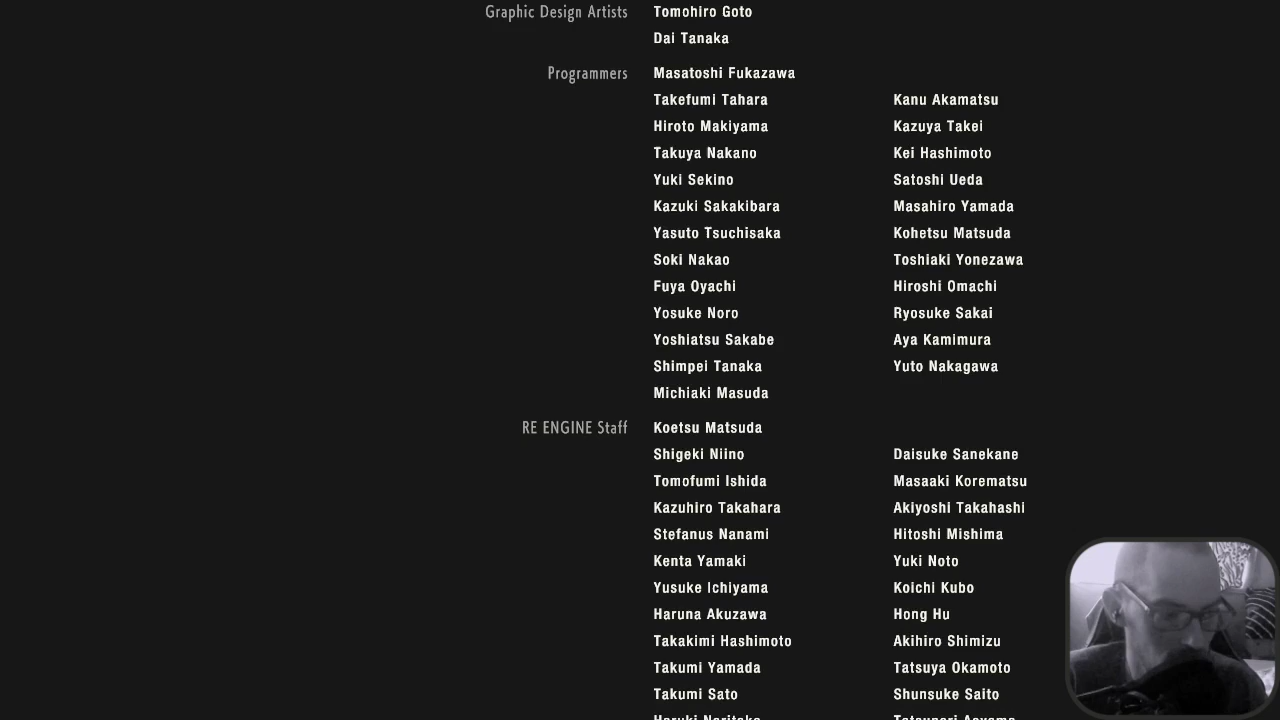 Graphic Design Artists Tomohiro Goto
Dai Tanaka
Programmers Masatoshi Fukazawa
Takefumi Tahara Kanu Akamatsu
Hiroto Makiyama Kazuya Takei
Takuya Nakano Kei Hashimoto
Yuki Sekino Satoshi Ueda
Kazuki Sakakibara Masahiro Yamada
Yasuto Tsuchisaka Kohetsu Matsuda
Soki Nakao Toshiaki Yonezawa
Fuya Oyachi Hiroshi Omachi
Yosuke Noro Ryosuke Sakai
Yoshiatsu Sakabe Aya Kamimura
Shimpei Tanaka Yuto Nakagawa
Michiaki Masuda
RE ENGINE Staff Koetsu Matsuda
Shigeki Niino Daisuke Sanekane
Tomofumi Ishida Masaaki Korematsu
Kazuhiro Takahara Akiyoshi Takahashi
Stefanus Nanami Hitoshi Mishima
Kenta Yamaki Yuki Noto
Yusuke Ichiyama Koichi Kubo
Haruna Akuzawa Hong Hu
Takakimi Hashimoto Akihiro Shimizu
Takumi Yamada Tatsuya Okamoto
Takumi Sato Shunsuke Saito